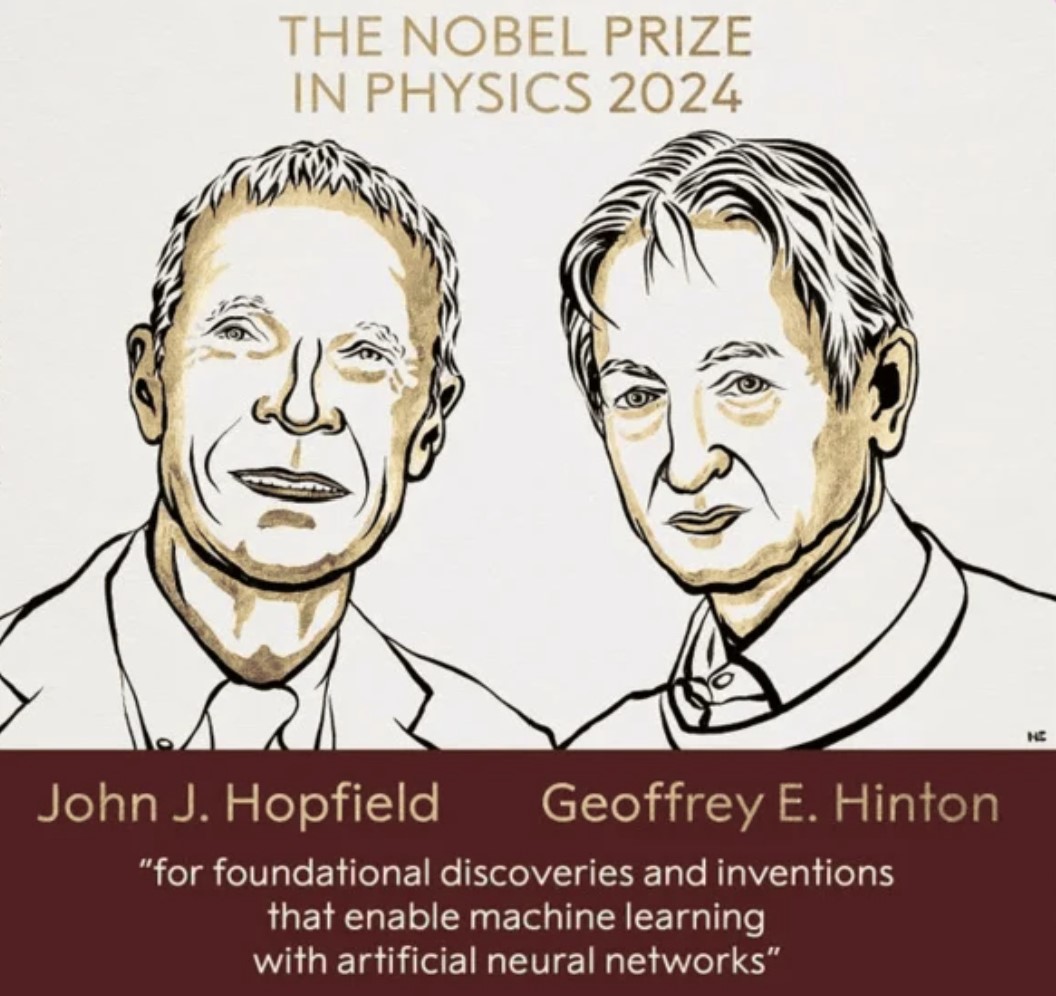 THE NOBEL PRIZE
IN PHYSICS 2024
John J. Hopfield
Geoffrey E. Hinton
"for foundational discoveries and inventions
that enable machine learning
with artificial neural networks"